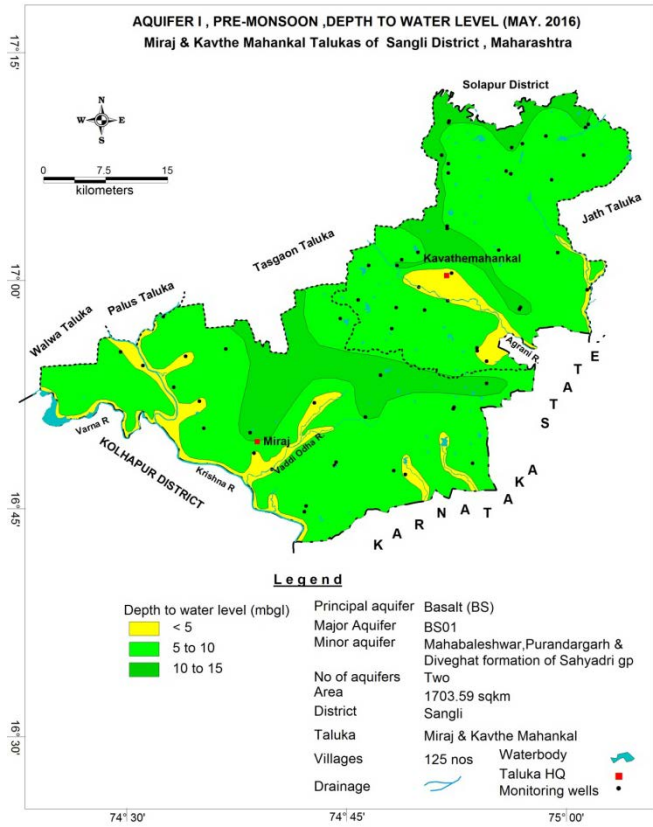 AQUIFER I , PRE-MONSOON ,DEPTH TO WATER LEVEL (MAY. 2016)
Miraj & Kavthe Mahankal Talukas of Sangli District , Maharashtra
17° 15'
Solapur District
N
W E
S
0 7.5 15
kilometers
Jath Taluka
Tasgaon Taluka
Kavathemahankal
17° 00'
Palus Taluka
Walwa Taluka
Agrani R.
Varna R
Miraj
Vaddi Odha R
KOLHAPUR DISTRICT
Krishna R
16° 45'
KARNATAKA STATE
Legend
Depth to water level (mbgl)
< 5
5 to 10
10 to 15
Principal aquifer Basalt (BS)
Major Aquifer BS01
Minor aquifer Mahabaleshwar,Purandargarh &
Diveghat formation of Sahyadri gp
No of aquifers Two
Area 1703.59 sqkm
District Sangli
Taluka Miraj & Kavthe Mahankal
Villages 125 nos Waterbody
Taluka HQ
Drainage Monitoring wells
16° 30'
74° 30' 74° 45' 75° 00'